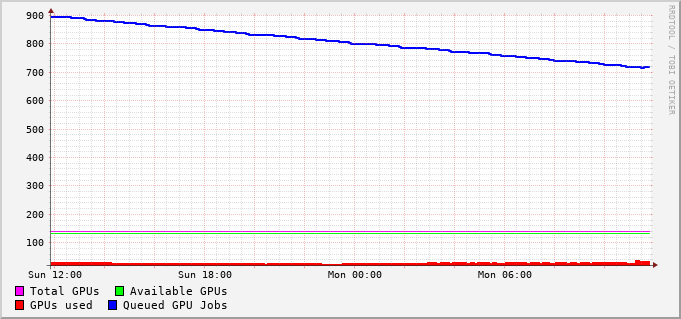 900
800
700
600
500
400
300
200
100
Sun 12:00 Sun 18:00 Mon 00:00 Mon 06:00
Total GPUs Available GPUs
GPUs used Queued GPU Jobs
RRDTOOL / TOBI OETIKER